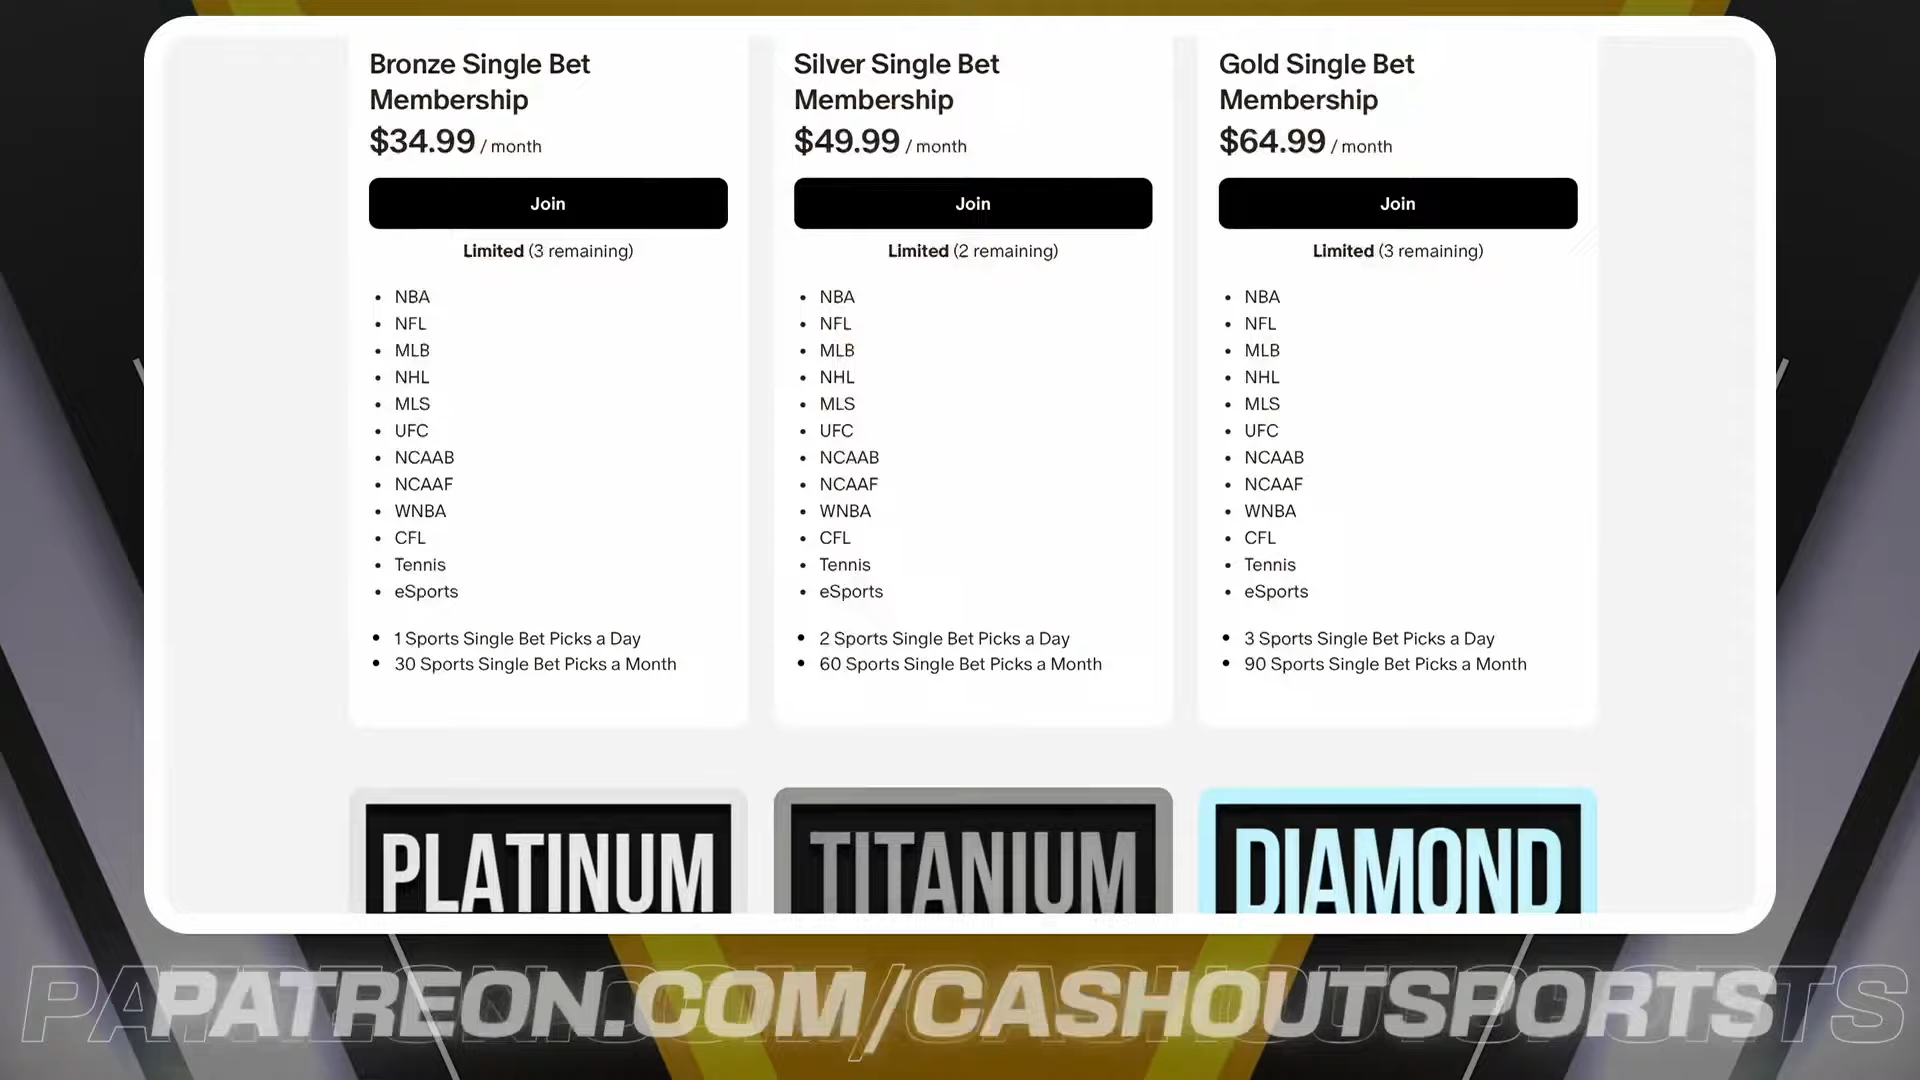 Bronze Single Bet
Membership
$34.99 / month
Join
Limited (3 remaining)
• NBA
• NFL
• MLB
• NHL
• MLS
• UFC
• NCAAB
• NCAAF
• WNBA
• CFL
• Tennis
• eSports
• 1 Sports Single Bet Picks a Day
• 30 Sports Single Bet Picks a Month
Silver Single Bet
Membership
$49.99 / month
Join
Limited (2 remaining)
• NBA
• NFL
• MLB
• NHL
• MLS
• UFC
• NCAAB
• NCAAF
• WNBA
• CFL
• Tennis
• eSports
• 2 Sports Single Bet Picks a Day
• 60 Sports Single Bet Picks a Month
Gold Single Bet
Membership
$64.99 / month
Join
Limited (3 remaining)
• NBA
• NFL
• MLB
• NHL
• MLS
• UFC
• NCAAB
• NCAAF
• WNBA
• CFL
• Tennis
• eSports
• 3 Sports Single Bet Picks a Day
• 90 Sports Single Bet Picks a Month
PLATINUM
TITANIUM
DIAMOND
PATREON.COM/CASHOUTSPORTS